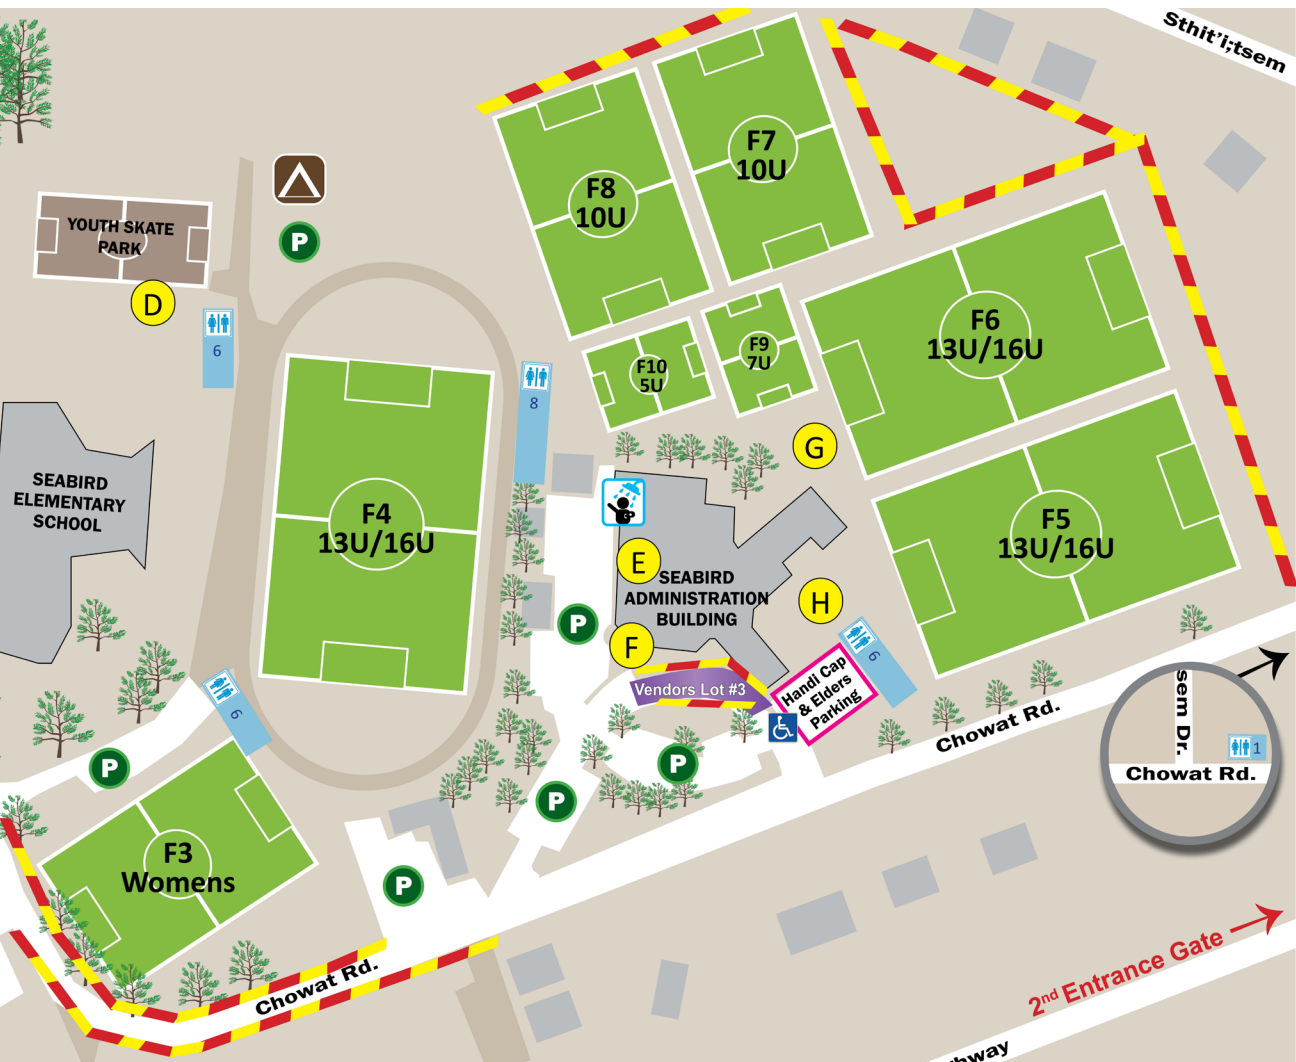 Sthit'i;tsem
F7
10U
F8
10U
P
YOUTH SKATE
PARK
D
6
F6
13U/16U
F9
7U
F10
5U
8
G
SEABIRD
ELEMENTARY
SCHOOL
F4
13U/16U
F5
13U/16U
E
SEABIRD
ADMINISTRATION
BUILDING
H
P
F
6
Vendors Lot #3
Handi Cap
& Elders
Parking
6
Chowat Rd.
sem Dr.
1
Chowat Rd.
P
P
P
F3
Womens
P
2nd Entrance Gate
Chowat Rd.
hway